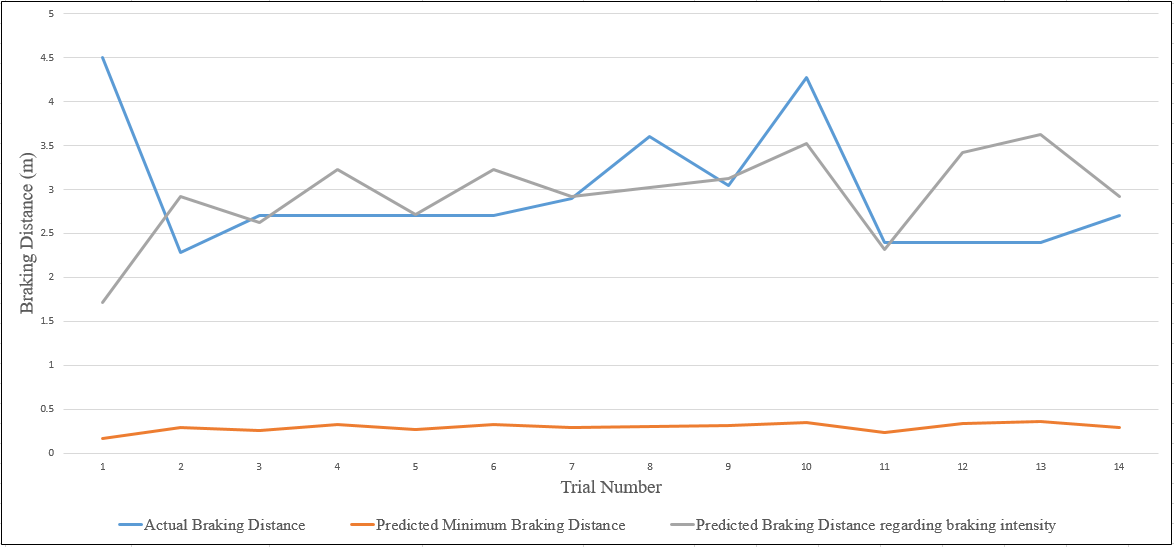 5
4.5
4
3.5
3
2.5
2
1.5
1
0.5
0
Braking Distance (m)
1 2 3 4 5 6 7 8 9 10 11 12 13 14
Trial Number
Actual Braking Distance Predicted Minimum Braking Distance Predicted Braking Distance regarding braking intensity